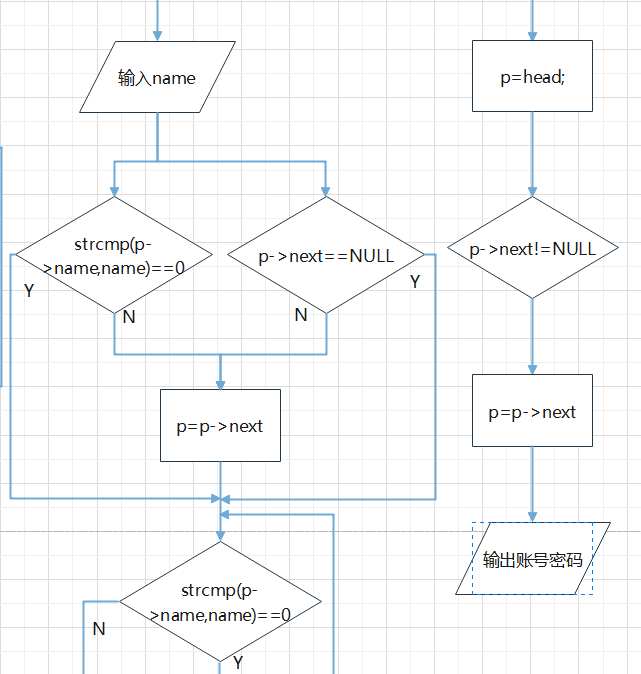 输入name
p=head;
strcmp(p-
>name,name)==0
p->next==NULL
p->next!=NULL
Y
N
N
Y
p=p->next
p=p->next
输出账号密码
strcmp(p-
>name,name)==0
N
Y